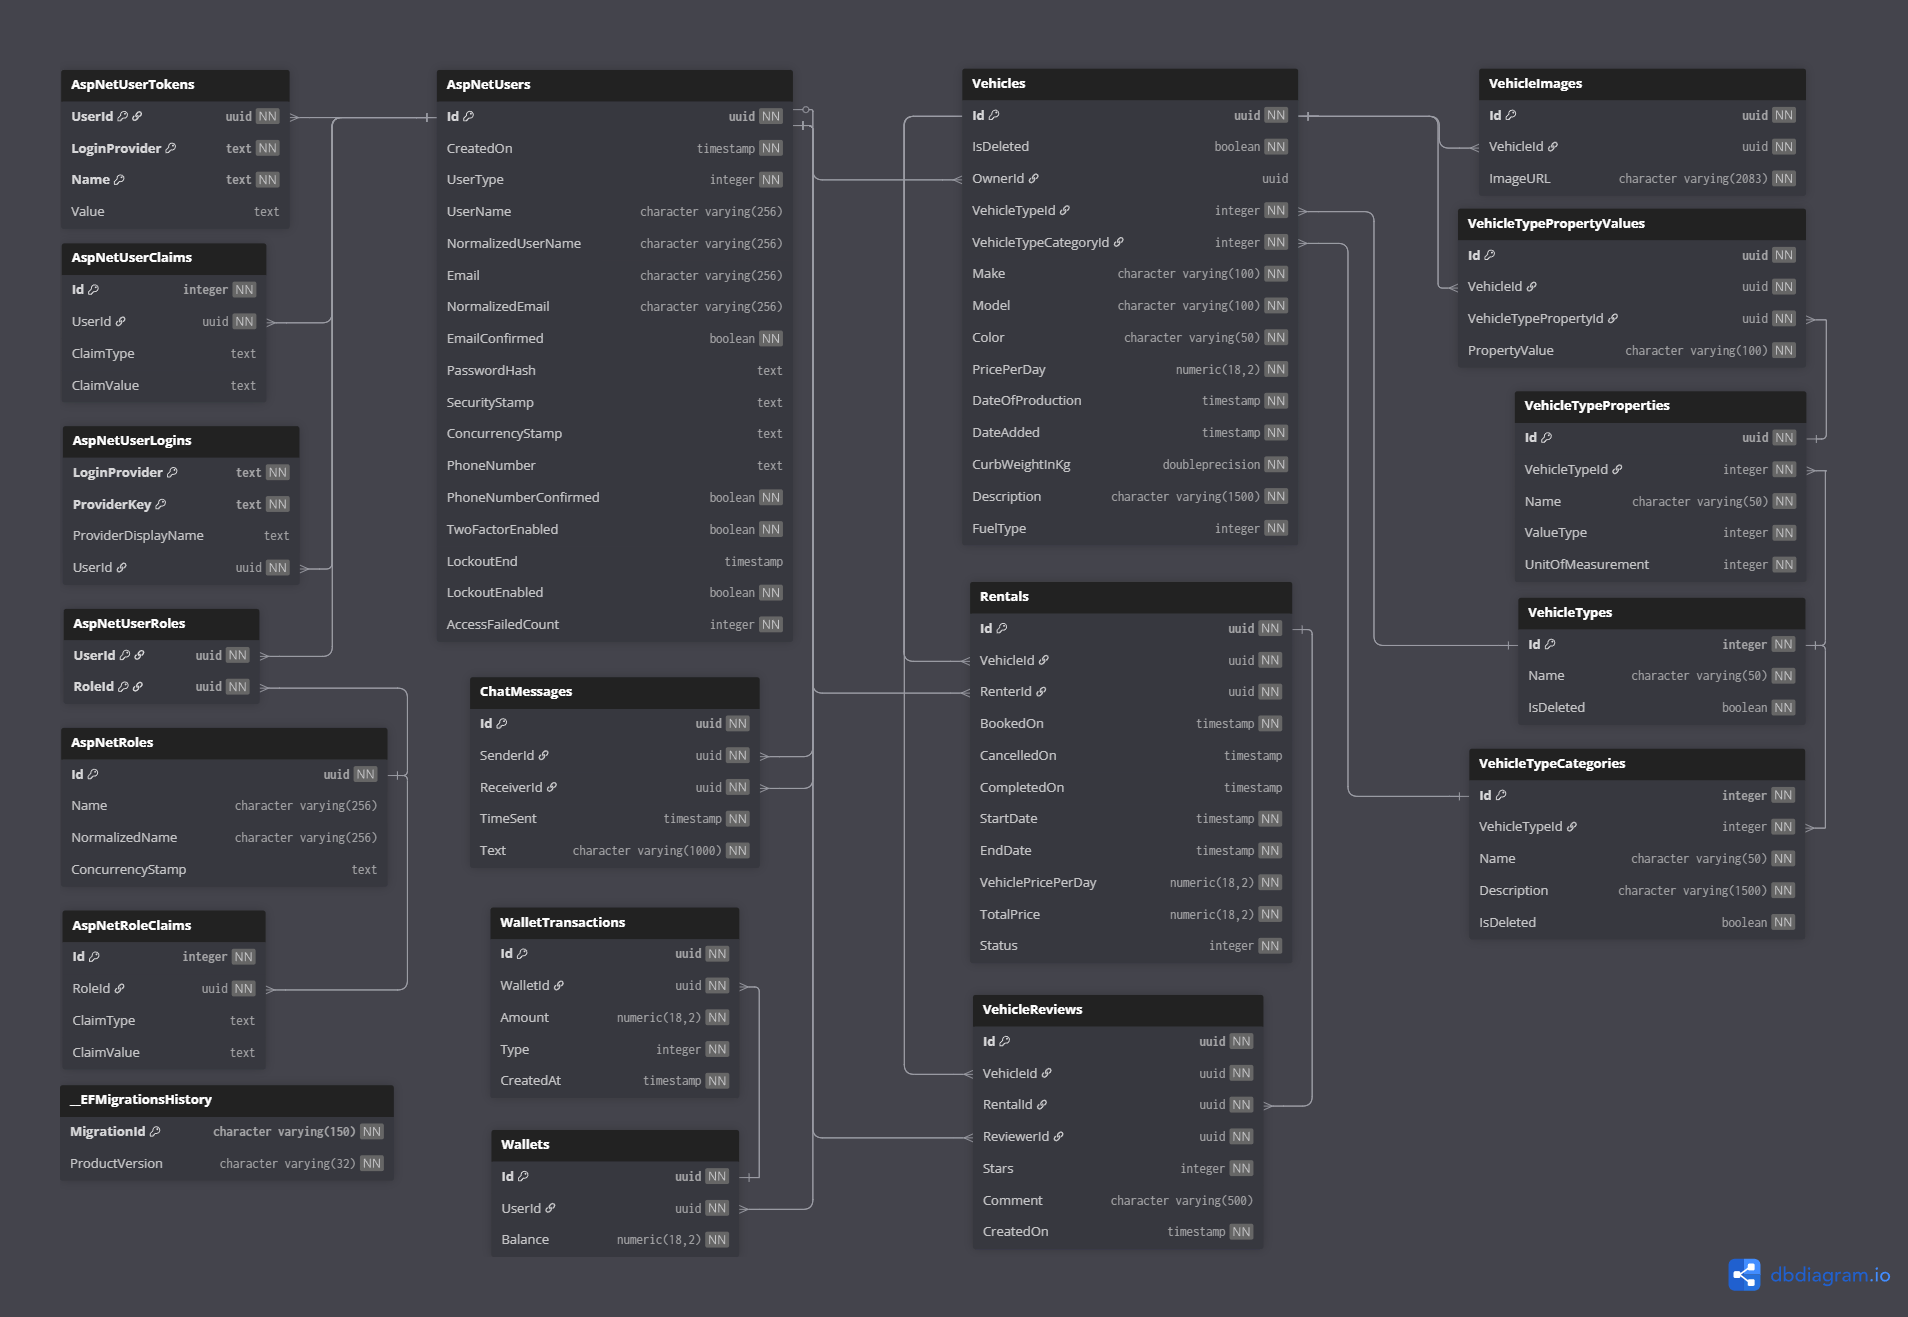 AspNetUserTokens
UserId uuid NN
LoginProvider text NN
Name text NN
Value text
AspNetUserClaims
Id integer NN
UserId uuid NN
ClaimType text
ClaimValue text
AspNetUserLogins
LoginProvider text NN
ProviderKey text NN
ProviderDisplayName text
UserId uuid NN
AspNetUserRoles
UserId uuid NN
RoleId uuid NN
AspNetRoles
Id uuid NN
Name character varying(256)
NormalizedName character varying(256)
ConcurrencyStamp text
AspNetRoleClaims
Id integer NN
RoleId uuid NN
ClaimType text
ClaimValue text
__EFMigrationsHistory
MigrationId character varying(150) NN
ProductVersion character varying(32) NN
AspNetUsers
Id uuid NN
CreatedOn timestamp NN
UserType integer NN
UserName character varying(256)
NormalizedUserName character varying(256)
Email character varying(256)
NormalizedEmail character varying(256)
EmailConfirmed boolean NN
PasswordHash text
SecurityStamp text
ConcurrencyStamp text
PhoneNumber text
PhoneNumberConfirmed boolean NN
TwoFactorEnabled boolean NN
LockoutEnd timestamp
LockoutEnabled boolean NN
AccessFailedCount integer NN
ChatMessages
Id uuid NN
SenderId uuid NN
ReceiverId uuid NN
TimeSent timestamp NN
Text character varying(1000) NN
WalletTransactions
Id uuid NN
WalletId uuid NN
Amount numeric(18,2) NN
Type integer NN
CreatedAt timestamp NN
Wallets
Id uuid NN
UserId uuid NN
Balance numeric(18,2) NN
Vehicles
Id uuid NN
IsDeleted boolean NN
OwnerId uuid
VehicleTypeId integer NN
VehicleTypeCategoryId integer NN
Make character varying(100) NN
Model character varying(100) NN
Color character varying(50) NN
PricePerDay numeric(18,2) NN
DateOfProduction timestamp NN
DateAdded timestamp NN
CurbWeightInKg doubleprecision NN
Description character varying(1500) NN
FuelType integer NN
Rentals
Id uuid NN
VehicleId uuid NN
RenterId uuid NN
BookedOn timestamp NN
CancelledOn timestamp
CompletedOn timestamp
StartDate timestamp NN
EndDate timestamp NN
VehiclePricePerDay numeric(18,2) NN
TotalPrice numeric(18,2) NN
Status integer NN
VehicleReviews
Id uuid NN
VehicleId uuid NN
RentalId uuid NN
ReviewerId uuid NN
Stars integer NN
Comment character varying(500)
CreatedOn timestamp NN
VehicleImages
Id uuid NN
VehicleId uuid NN
ImageURL character varying(2083) NN
VehicleTypePropertyValues
Id uuid NN
VehicleId uuid NN
VehicleTypePropertyId uuid NN
PropertyValue character varying(100) NN
VehicleTypeProperties
Id uuid NN
VehicleTypeId integer NN
Name character varying(50) NN
ValueType integer NN
UnitOfMeasurement integer NN
VehicleTypes
Id integer NN
Name character varying(50) NN
IsDeleted boolean NN
VehicleTypeCategories
Id integer NN
VehicleTypeId integer NN
Name character varying(50) NN
Description character varying(1500) NN
IsDeleted boolean NN
dbdiagram.io